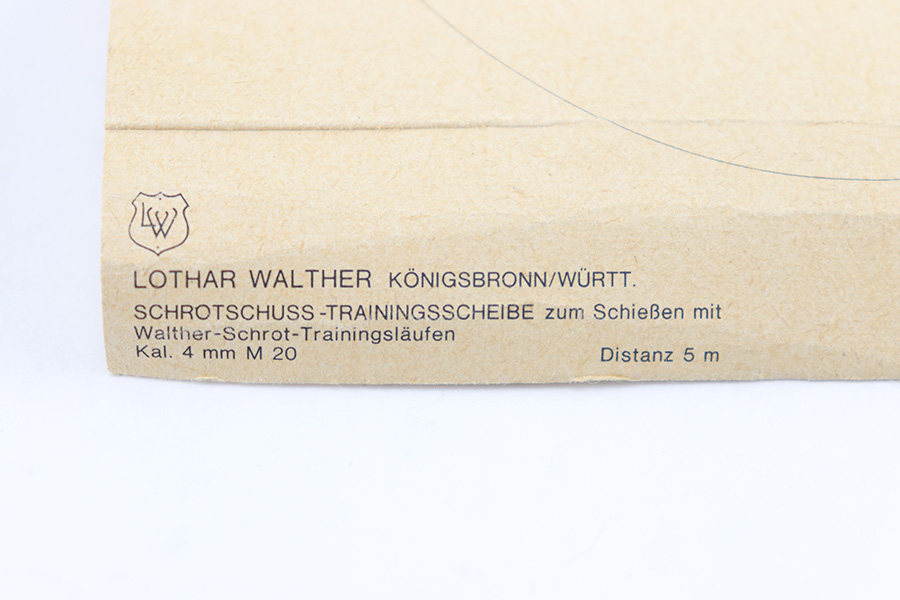 LW
LOTHAR WALTHER KÖNIGSBRONN/WÜRTT.
SCHROTSCHUSS-TRAININGSSCHEIBE zum Schießen mit
Walther-Schrot-Trainingsläufen
Kal. 4 mm M 20 Distanz 5 m